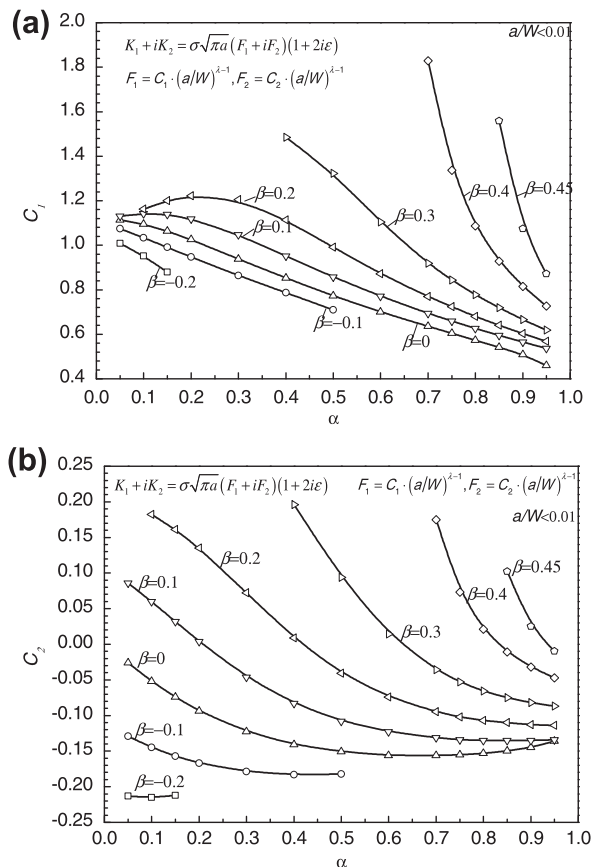 (a)
a/W<0.01
K₁ + iK₂ = σ√πa (F₁+iF₂)(1+2iε)
F₁ = C₁·(a/W)^λ−1, F₂ = C₂·(a/W)^λ−1
2.0
1.8
1.6
1.4
1.2
1.0
0.8
0.6
0.4
C₁
β=0.2
β=0.1
β=0.3
β=0.4
β=0.45
β=−0.2
β=−0.1
β=0
0.0 0.1 0.2 0.3 0.4 0.5 0.6 0.7 0.8 0.9 1.0
α
(b)
K₁ + iK₂ = σ√πa (F₁+iF₂)(1+2iε) F₁ = C₁·(a/W)^λ−1, F₂ = C₂·(a/W)^λ−1
a/W<0.01
0.25
0.20
0.15
0.10
0.05
0.00
-0.05
-0.10
-0.15
-0.20
-0.25
C₂
β=0.2
β=0.1
β=0.45
β=0.4
β=0.3
β=0
β=−0.1
β=−0.2
0.0 0.1 0.2 0.3 0.4 0.5 0.6 0.7 0.8 0.9 1.0
α